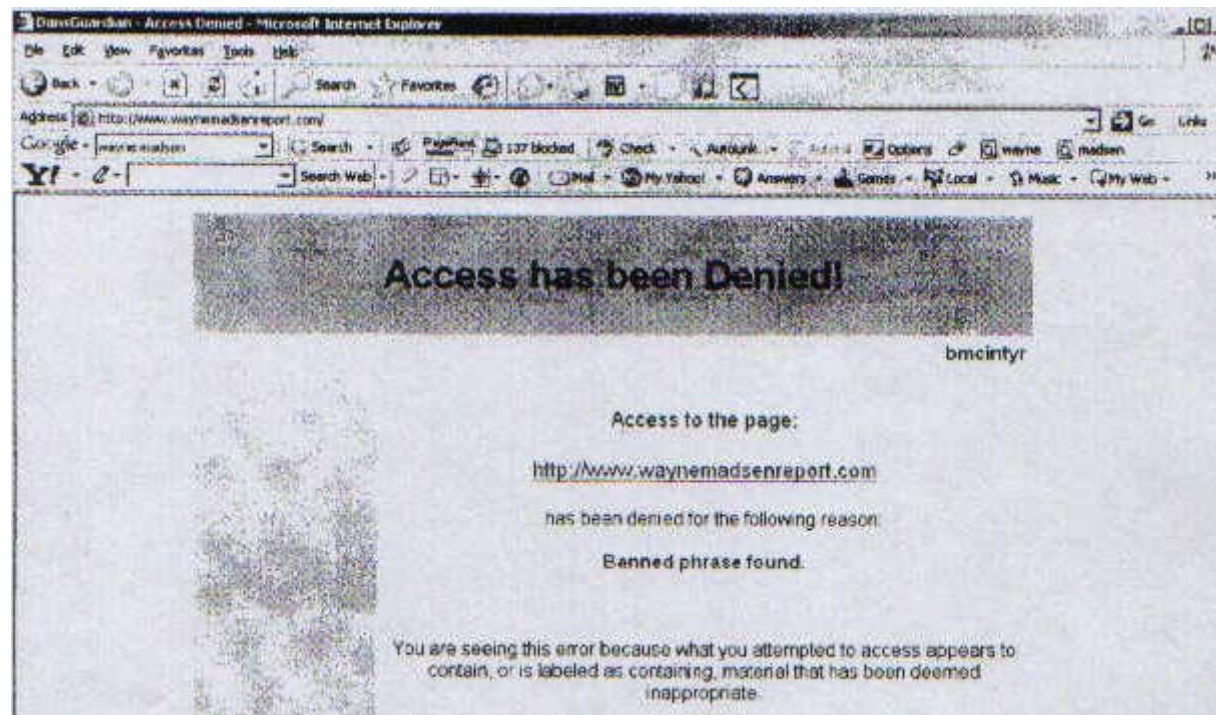 DansGuardian - Access Denied - Microsoft Internet Explorer
File Edit View Favorites Tools Help
Back Search Favorites
Address http://www.waynemadsenreport.com/ Go Links
Google - wayne madsen Search PageRank 137 blocked Check AutoLink Options wayne madsen
Y! Search Web Mail My Yahoo! Answers Games Local Music My Web
Access has been Denied!
bmcintyr
Access to the page:
http://www.waynemadsenreport.com
has been denied for the following reason:
Banned phrase found.
You are seeing this error because what you attempted to access appears to
contain, or is labeled as containing, material that has been deemed
inappropriate.